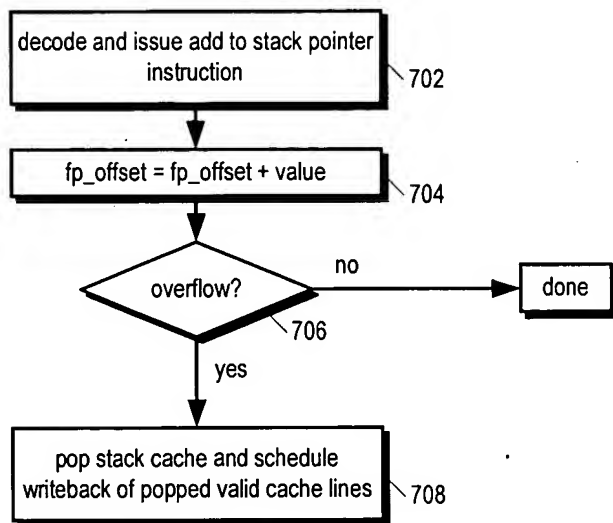 decode and issue add to stack pointer
instruction
702
fp_offset = fp_offset + value
704
overflow?
no
done
706
yes
pop stack cache and schedule
writeback of popped valid cache lines
708